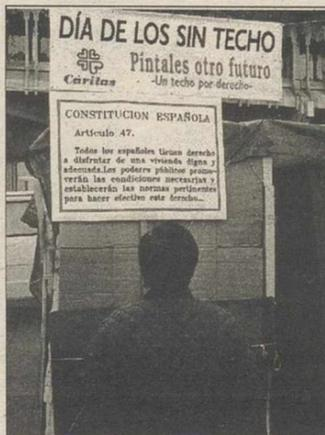 DÍA DE LOS SIN TECHO
Cáritas
Píntales otro futuro
-Un techo por derecho-
CONSTITUCION ESPAÑOLA
Artículo 47.
Todos los españoles tienen derecho
a disfrutar de una vivienda digna y
adecuada.Los poderes públicos promo-
verán las condiciones necesarias y
establecerán las normas pertinentes
para hacer efectivo este derecho...